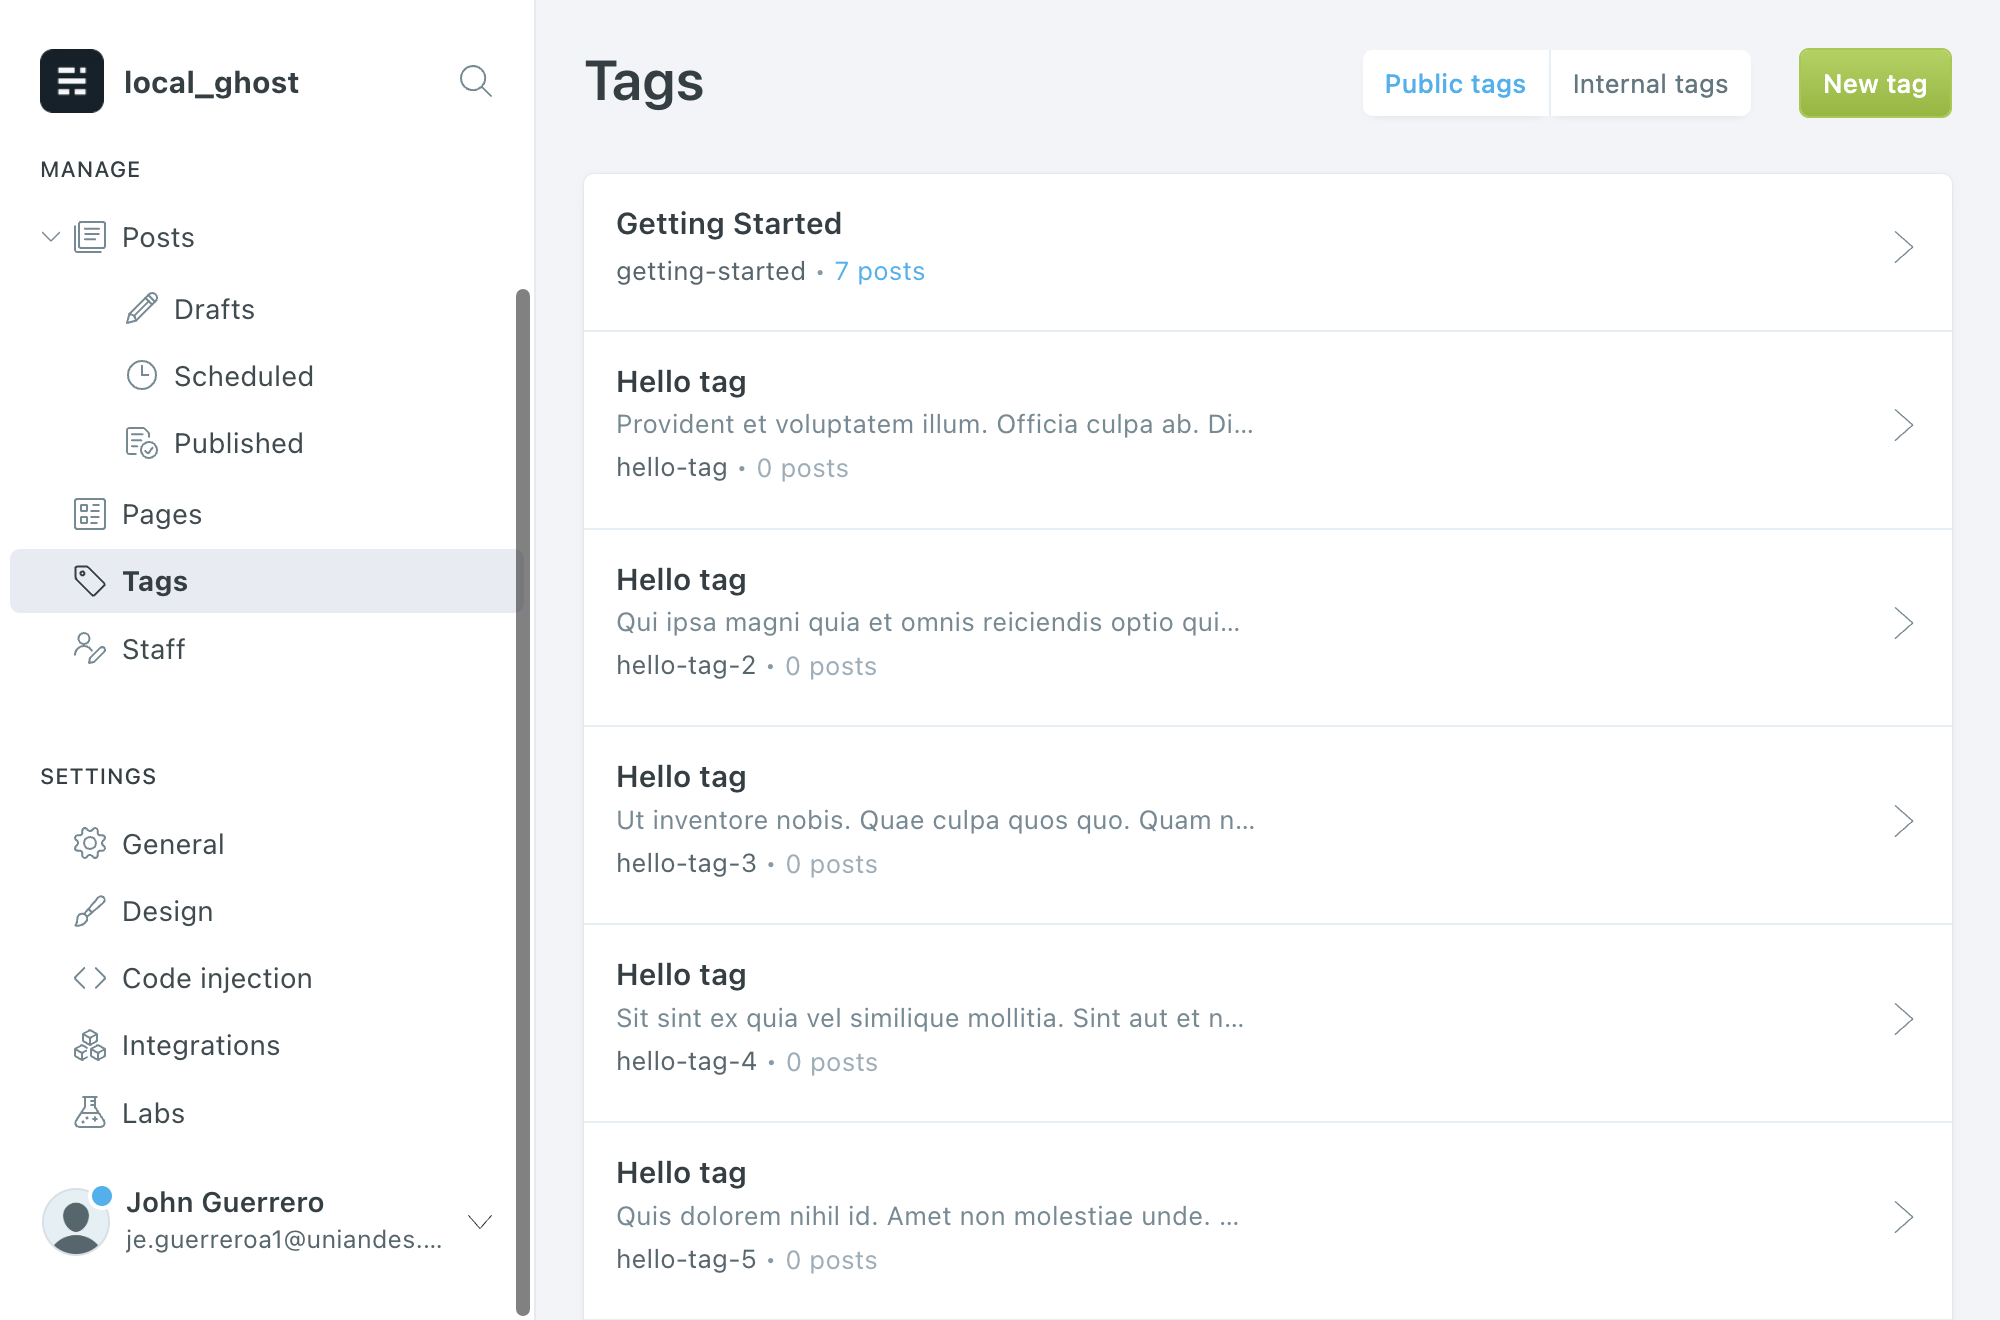 local_ghost
MANAGE
Posts
Drafts
Scheduled
Published
Pages
Tags
Staff
SETTINGS
General
Design
Code injection
Integrations
Labs
John Guerrero
je.guerreroa1@uniandes....
Tags
Public tags
Internal tags
New tag
Getting Started
getting-started • 7 posts
Hello tag
Provident et voluptatem illum. Officia culpa ab. Di...
hello-tag • 0 posts
Hello tag
Qui ipsa magni quia et omnis reiciendis optio qui...
hello-tag-2 • 0 posts
Hello tag
Ut inventore nobis. Quae culpa quos quo. Quam n...
hello-tag-3 • 0 posts
Hello tag
Sit sint ex quia vel similique mollitia. Sint aut et n...
hello-tag-4 • 0 posts
Hello tag
Quis dolorem nihil id. Amet non molestiae unde. ...
hello-tag-5 • 0 posts